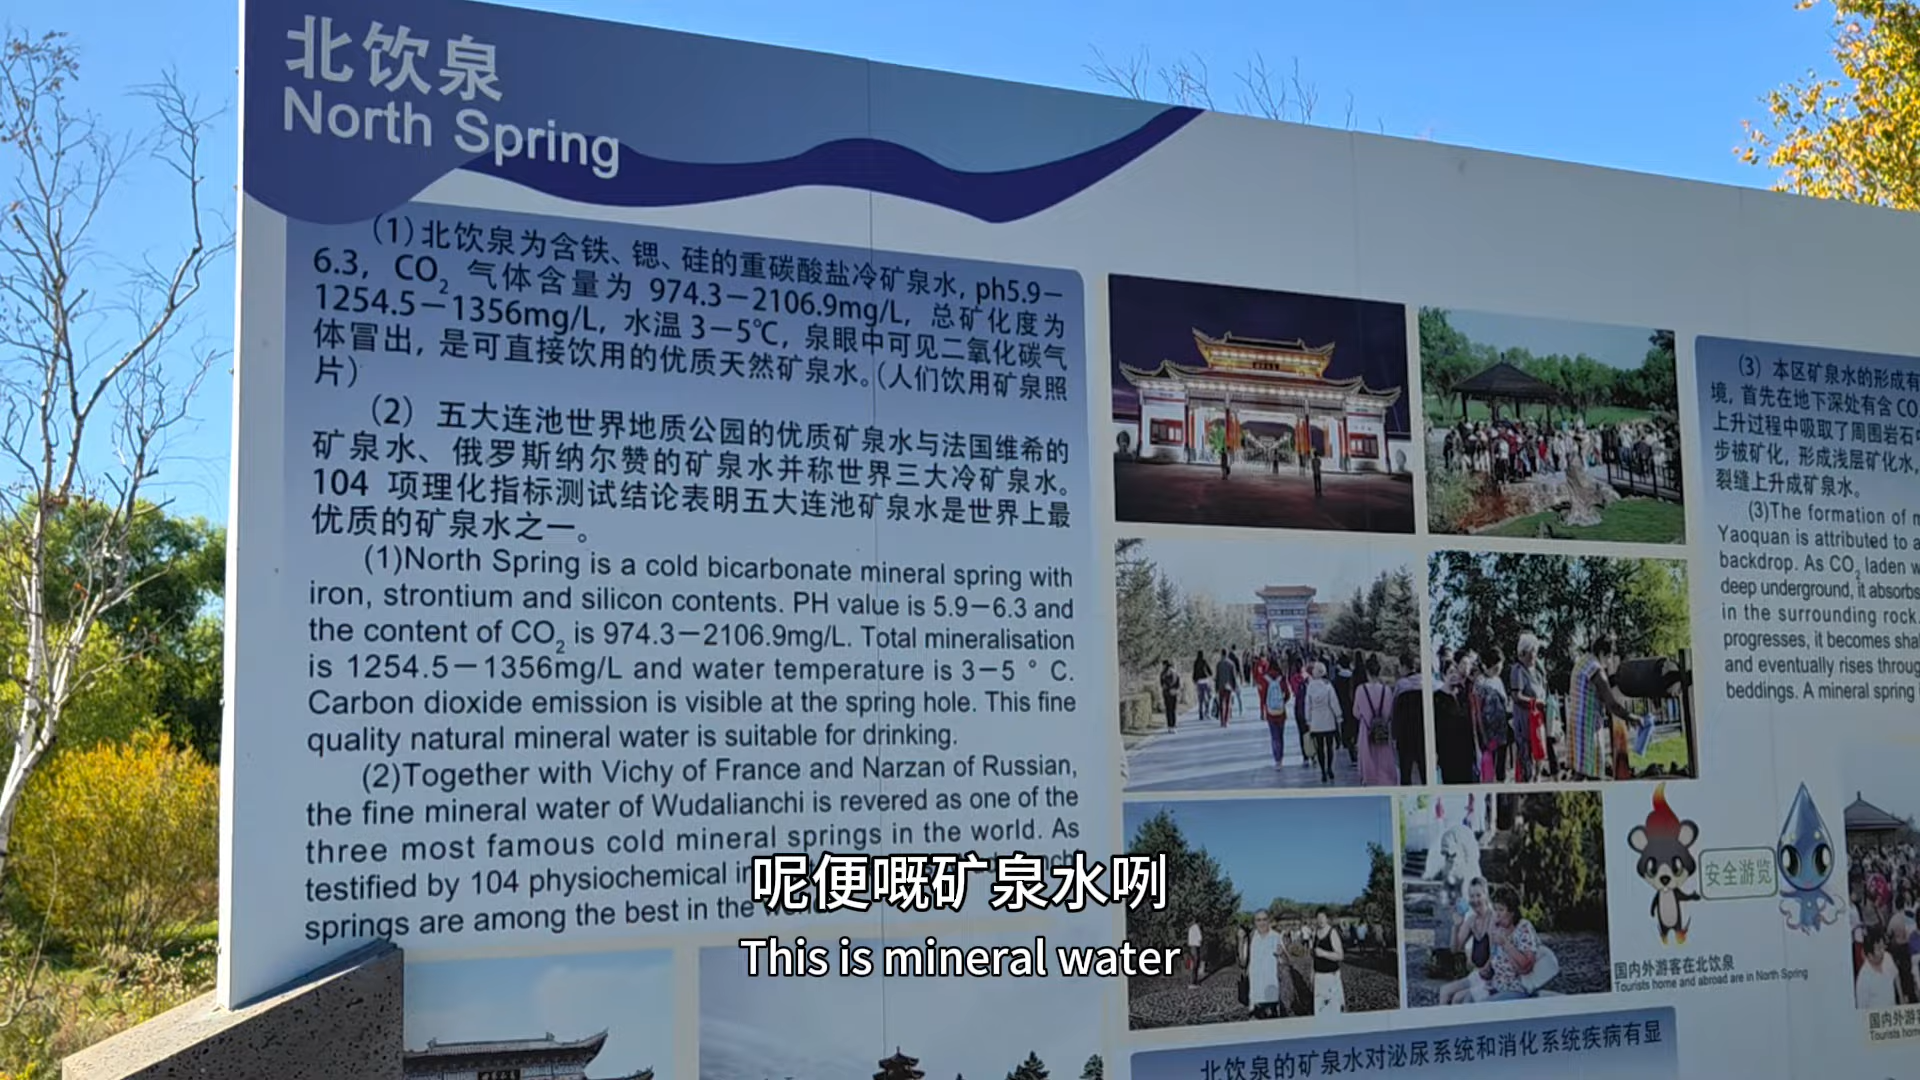 北饮泉
North Spring
（1）北饮泉为含铁、锶、硅的重碳酸盐冷矿泉水，ph5.9－
6.3，CO2 气体含量为 974.3－2106.9mg/L，总矿化度为
1254.5－1356mg/L，水温 3－5℃，泉眼中可见二氧化碳气
体冒出，是可直接饮用的优质天然矿泉水。（人们饮用矿泉照
片）
（2）五大连池世界地质公园的优质矿泉水与法国维希的
矿泉水、俄罗斯纳尔赞的矿泉水并称世界三大冷矿泉水。
104 项理化指标测试结论表明五大连池矿泉水是世界上最
优质的矿泉水之一。
(1)North Spring is a cold bicarbonate mineral spring with
iron, strontium and silicon contents. PH value is 5.9－6.3 and
the content of CO2 is 974.3－2106.9mg/L. Total mineralisation
is 1254.5－1356mg/L and water temperature is 3－5 ° C.
Carbon dioxide emission is visible at the spring hole. This fine
quality natural mineral water is suitable for drinking.
(2)Together with Vichy of France and Narzan of Russian,
the fine mineral water of Wudalianchi is revered as one of the
three most famous cold mineral springs in the world. As
testified by 104 physiochemical
springs are among the best in the
（3）本区矿泉水的形成有
境，首先在地下深处有含 CO
上升过程中吸取了周围岩石
步被矿化，形成浅层矿化水，
裂缝上升成矿泉水。
(3)The formation of
Yaoquan is attributed to a
backdrop. As CO2 laden
deep underground, it absorbs
in the surrounding rock.
progresses, it becomes
and eventually rises
beddings. A mineral spring
安全游览
国内外游客在北饮泉
Tourists home and abroad are in North Spring
国内外游
Tourists
北饮泉的矿泉水对泌尿系统和消化系统疾病有显
呢便嘅矿泉水咧
This is mineral water